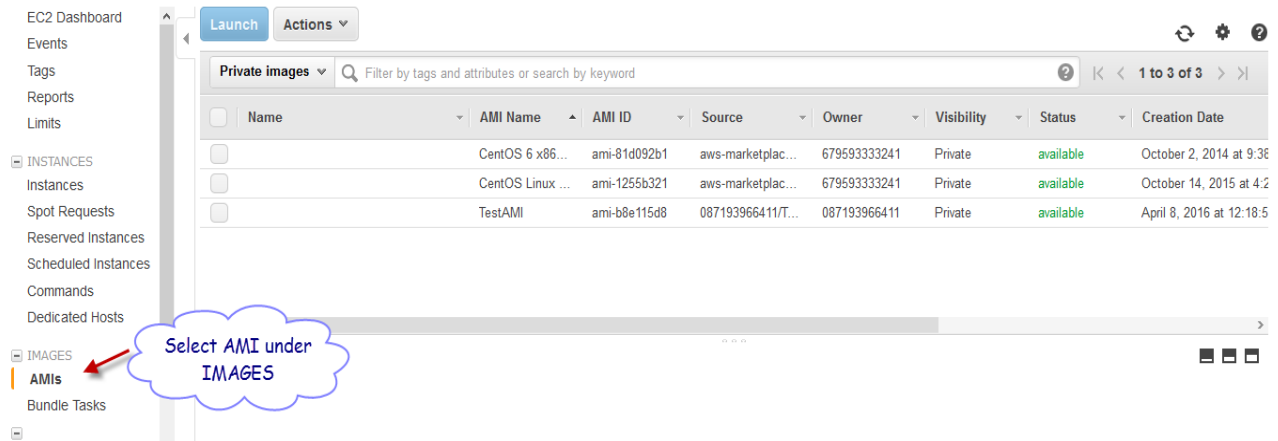 EC2 Dashboard
Events
Tags
Reports
Limits
INSTANCES
Instances
Spot Requests
Reserved Instances
Scheduled Instances
Commands
Dedicated Hosts
IMAGES
AMIs
Bundle Tasks
Launch Actions
Private images Filter by tags and attributes or search by keyword 1 to 3 of 3
Name AMI Name AMI ID Source Owner Visibility Status Creation Date
CentOS 6 x86... ami-81d092b1 aws-marketplac... 679593333241 Private available October 2, 2014 at 9:38
CentOS Linux ... ami-1255b321 aws-marketplac... 679593333241 Private available October 14, 2015 at 4:2
TestAMI ami-b8e115d8 087193966411/T... 087193966411 Private available April 8, 2016 at 12:18:5
Select AMI under
IMAGES